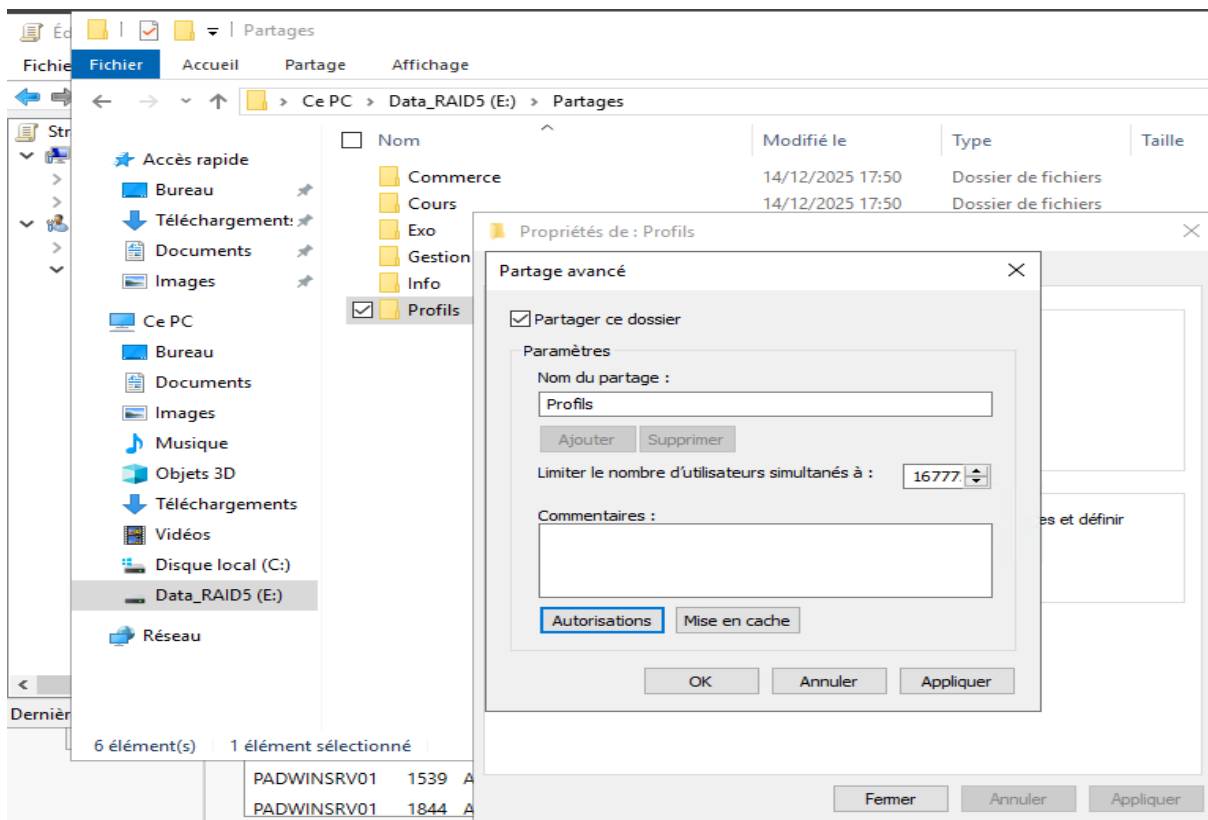 Éd
Partages
Fichie
Fichier Accueil Partage Affichage
Ce PC > Data_RAID5 (E:) > Partages
Str
Nom Modifié le Type Taille
Accès rapide
Bureau
Téléchargement:
Documents
Images
Ce PC
Bureau
Documents
Images
Musique
Objets 3D
Téléchargements
Vidéos
Disque local (C:)
Data_RAID5 (E:)
Réseau
Commerce 14/12/2025 17:50 Dossier de fichiers
Cours 14/12/2025 17:50 Dossier de fichiers
Exo
Gestion
Info
Profils
Propriétés de : Profils
Partage avancé
Partager ce dossier
Paramètres
Nom du partage :
Profils
Ajouter Supprimer
Limiter le nombre d'utilisateurs simultanés à : 16777
Commentaires :
es et définir
Autorisations Mise en cache
OK Annuler Appliquer
Dernièr
6 élément(s) 1 élément sélectionné
PADWINSRV01 1539 A
PADWINSRV01 1844 A
Fermer Annuler Appliquer